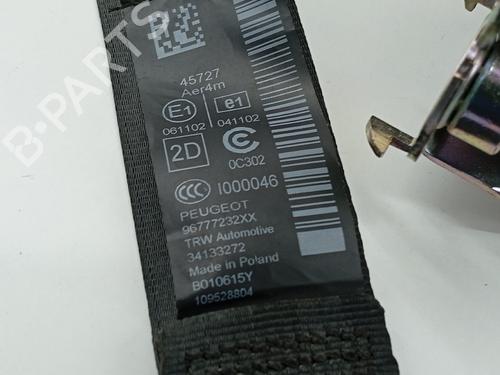 B-PARTS
45727
Aer4m
E1
e1
061102
041102
2D
0C302
CCC I000046
PEUGEOT
96777232XX
TRW Automotive
34133272
Made in Poland
B010615Y
109528804